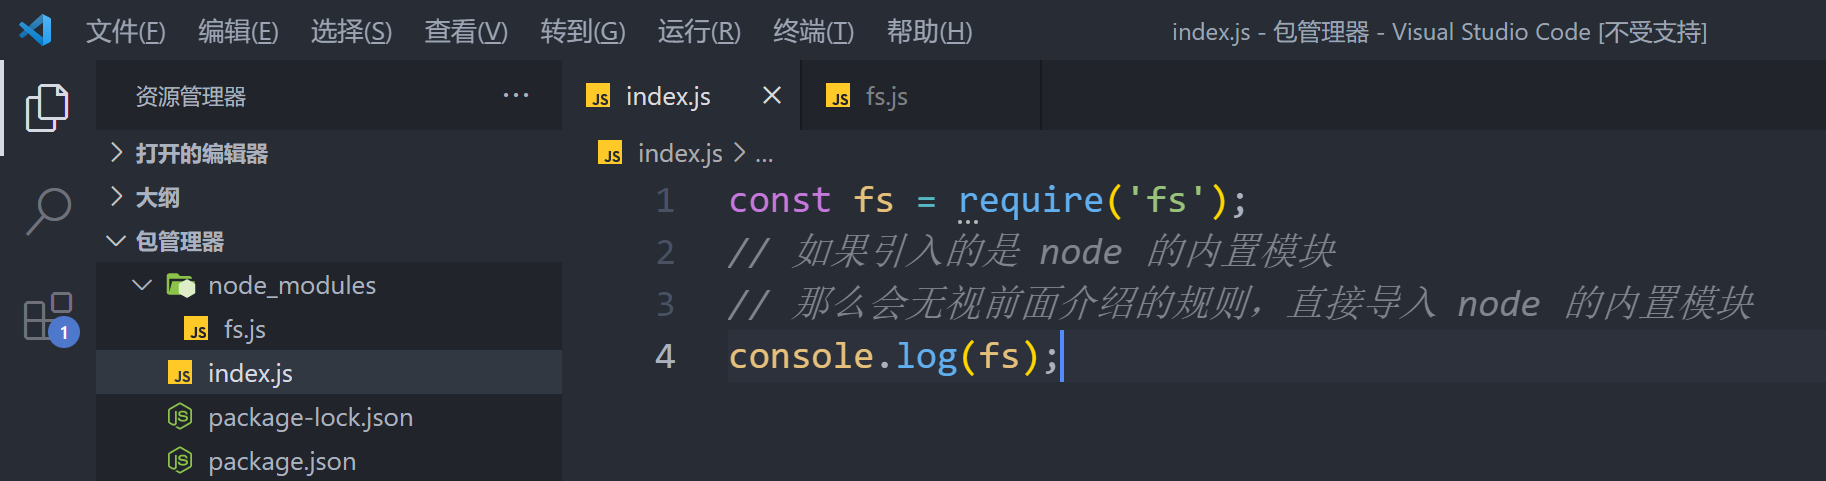 文件(F) 编辑(E) 选择(S) 查看(V) 转到(G) 运行(R) 终端(T) 帮助(H) index.js - 包管理器 - Visual Studio Code [不受支持]
资源管理器 ···
打开的编辑器
大纲
包管理器
node_modules
JS fs.js
JS index.js
package-lock.json
package.json
1
JS index.js JS fs.js
JS index.js > ...
1 const fs = require('fs');
2 // 如果引入的是 node 的内置模块
3 // 那么会无视前面介绍的规则，直接导入 node 的内置模块
4 console.log(fs);